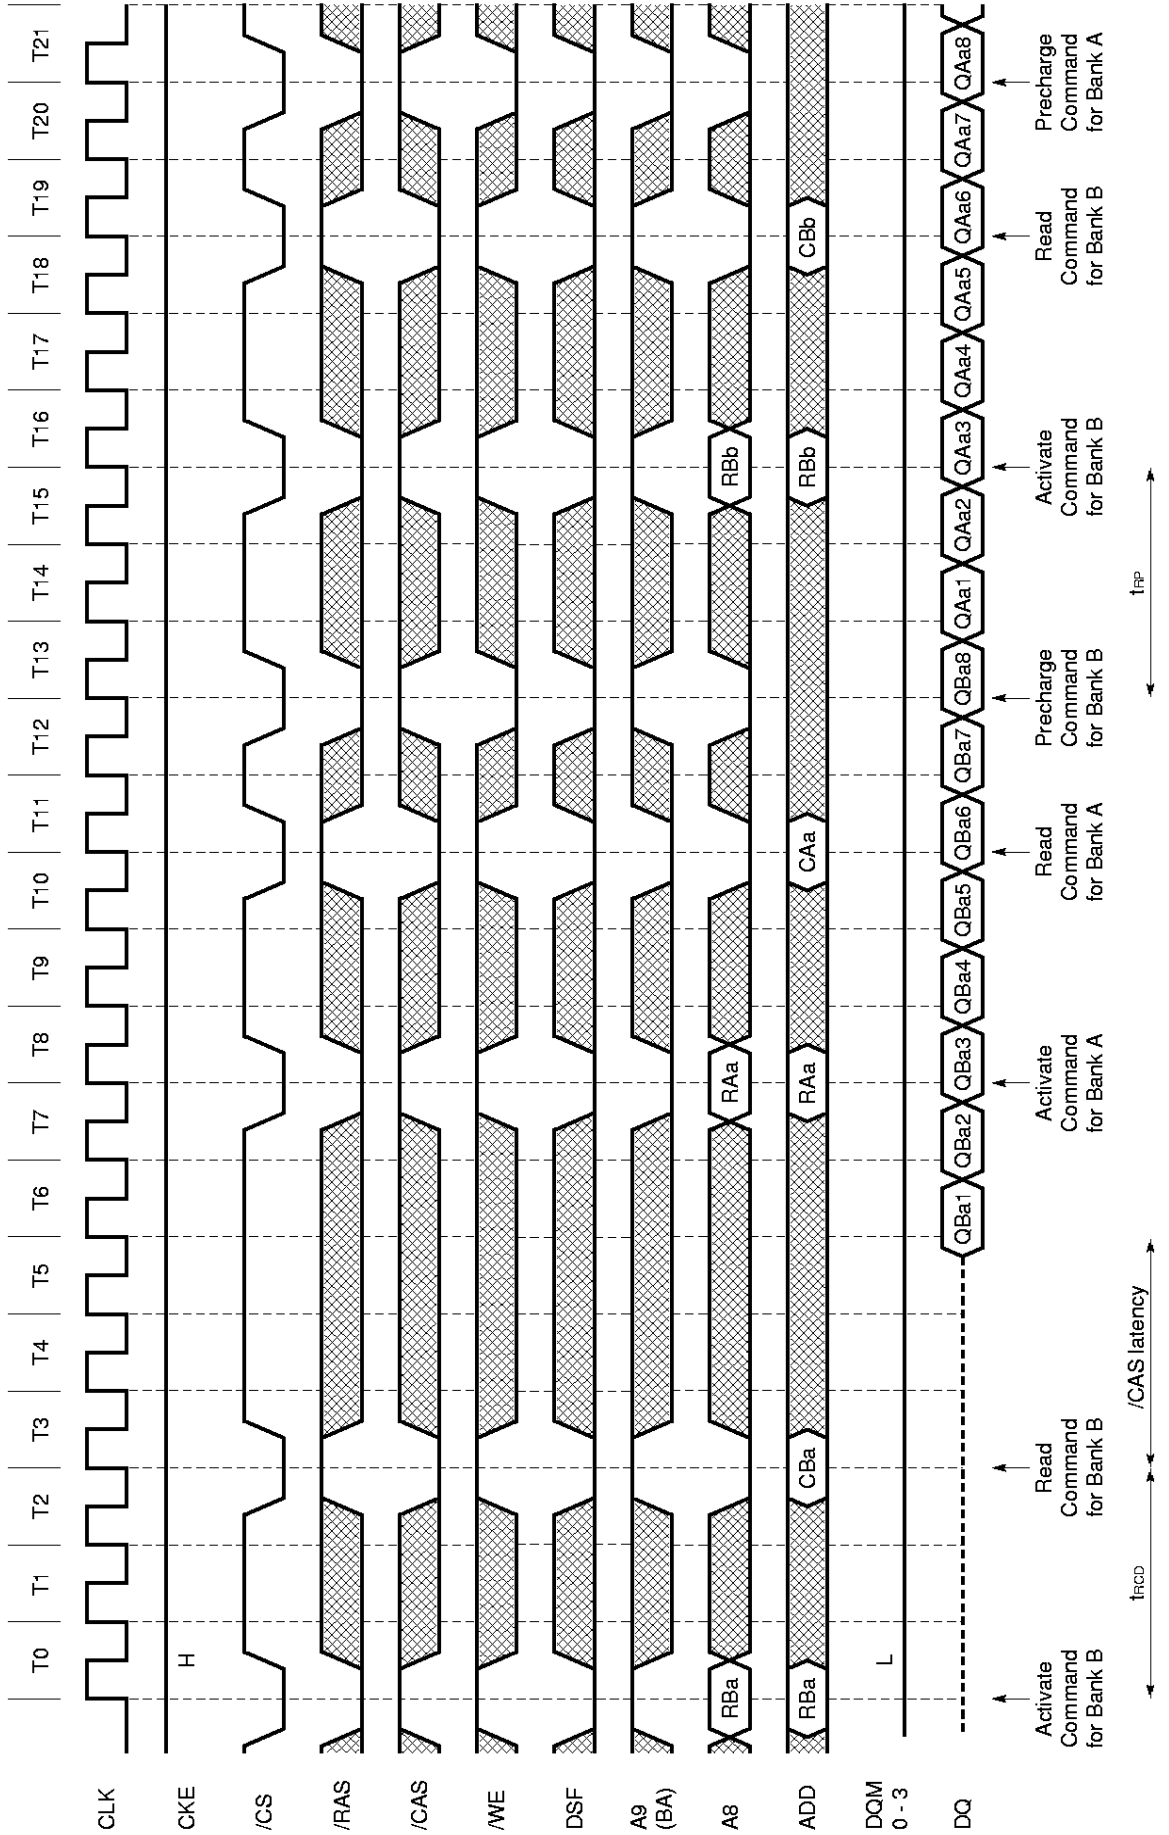 T0 T1 T2 T3 T4 T5 T6 T7 T8 T9 T10 T11 T12 T13 T14 T15 T16 T17 T18 T19 T20 T21
CLK
CKE
H
/CS
/RAS
/CAS
/WE
DSF
A9
(BA)
A8
RBa RAa RBb
ADD
RBa CBa RAa CAa RBb CBb
DQM
0 - 3
L
DQ
QBa1 QBa2 QBa3 QBa4 QBa5 QBa6 QBa7 QBa8 QAa1 QAa2 QAa3 QAa4 QAa5 QAa6 QAa7 QAa8
Activate
Command
for Bank B
Read
Command
for Bank B
Activate
Command
for Bank A
Read
Command
for Bank A
Precharge
Command
for Bank B
Activate
Command
for Bank B
Read
Command
for Bank B
Precharge
Command
for Bank A
tRCD
/CAS latency
tRP